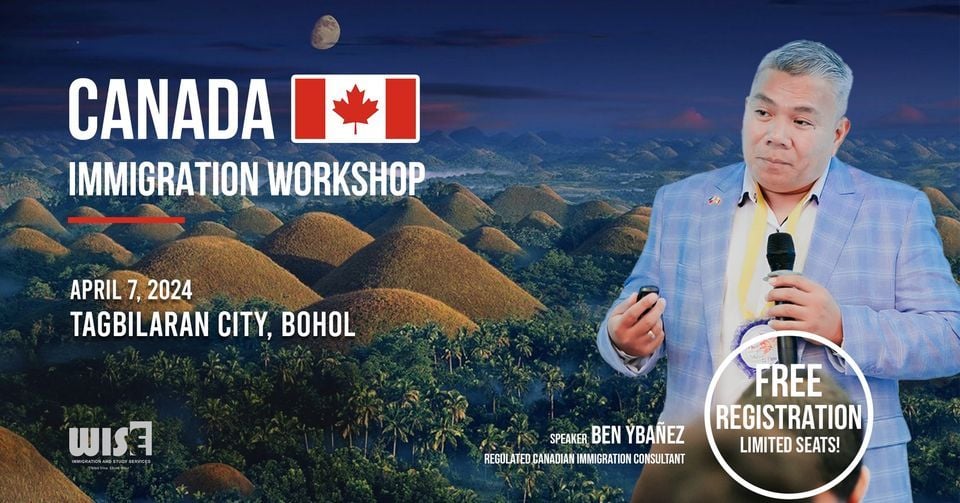 CANADA
IMMIGRATION WORKSHOP
APRIL 7, 2024
TAGBILARAN CITY, BOHOL
WISE
IMMIGRATION AND STUDY SERVICES
SPEAKER BEN YBAÑEZ
REGULATED CANADIAN IMMIGRATION CONSULTANT
FREE
REGISTRATION
LIMITED SEATS!